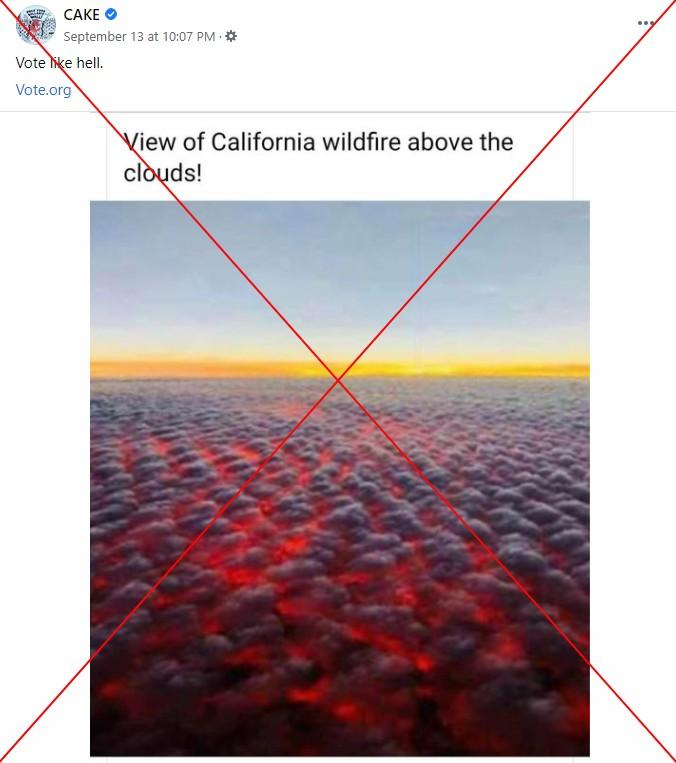 CAKE
September 13 at 10:07 PM ·
Vote like hell.
Vote.org
View of California wildfire above the
clouds!